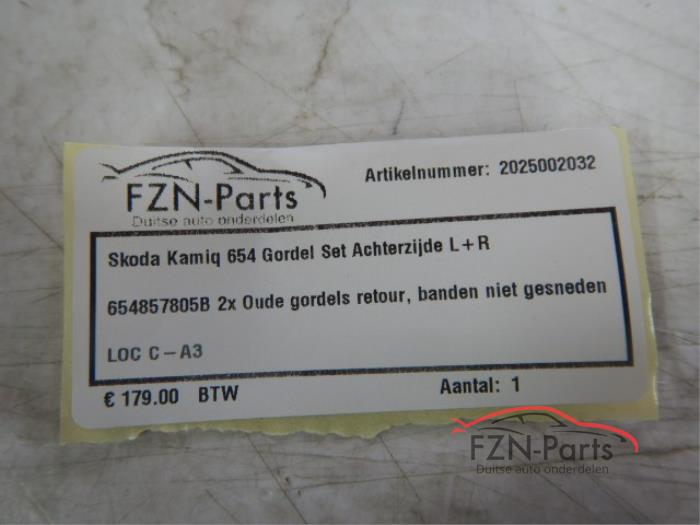 FZN-Parts
Duitse auto onderdelen
Artikelnummer: 2025002032
Skoda Kamiq 654 Gordel Set Achterzijde L+R
654857805B 2x Oude gordels retour, banden niet gesneden
LOC C-A3
€ 179.00 BTW
Aantal: 1
FZN-Parts
Duitse auto onderdelen